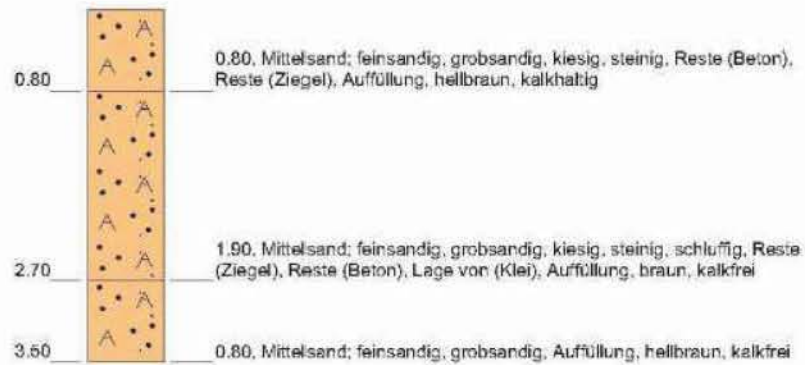 0.80, Mittelsand; feinsandig, grobsandig, kiesig, steinig, Reste (Beton),
0.80 Reste (Ziegel), Auffüllung, hellbraun, kalkhaltig
1.90, Mittelsand; feinsandig, grobsandig, kiesig, steinig, schluffig, Reste
2.70 (Ziegel), Reste (Beton), Lage von (Klei), Auffüllung, braun, kalkfrei
3.50 0.80, Mittelsand; feinsandig, grobsandig, Auffüllung, hellbraun, kalkfrei